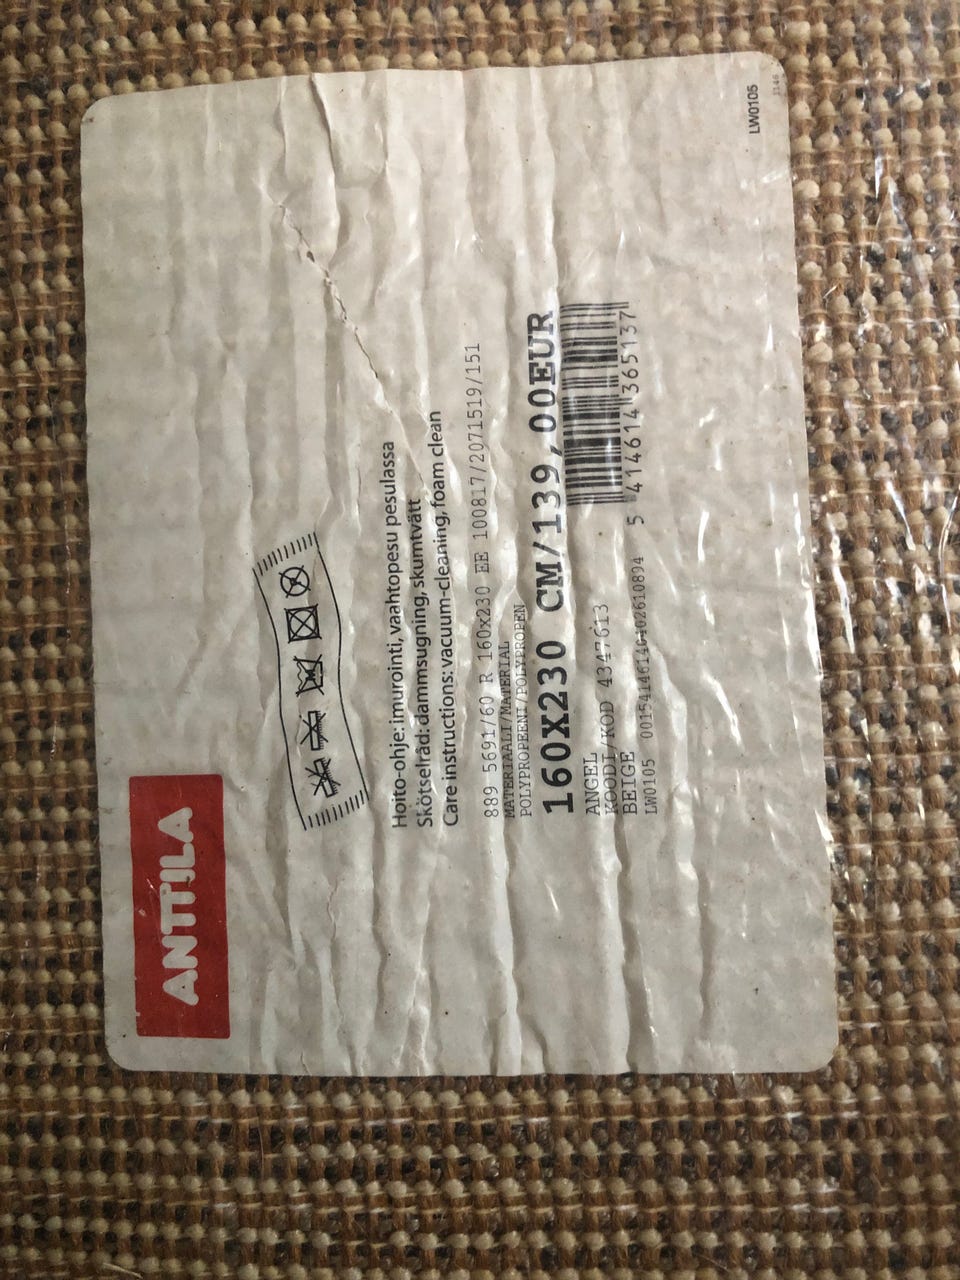 ANTTILA
Hoito-ohje: imurointi, vaahtopesu pesulassa
Skötselråd: dammsugning, skumtvätt
Care instructions: vacuum-cleaning, foam clean
889 5691/60 R 160x230 EE 100817/2071519/151
MATERIAALI/MATERIAL
POLYPROPEENI/POLYPROPEN
160X230 CM/139,00EUR
ANGEL
KOODI/KOD 4347613
BEIGE
LW0105
5 414614 365137
LW0105